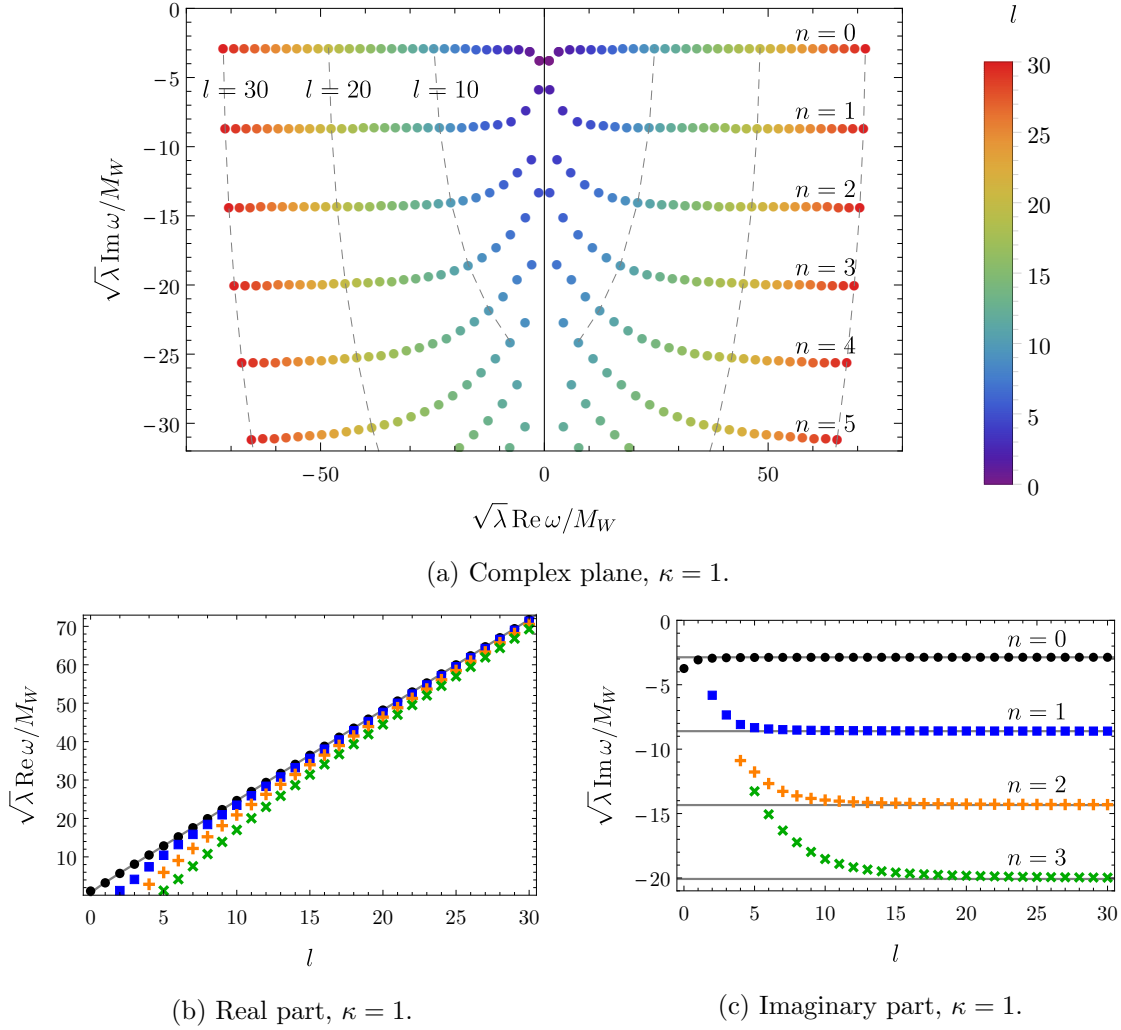 l
0
−5
−10
−15
−20
−25
−30
√λ Im ω/M_W
n = 0
l = 30 l = 20 l = 10
n = 1
n = 2
n = 3
n = 4
n = 5
−50 0 50
√λ Re ω/M_W
30
25
20
15
10
5
0
(a) Complex plane, κ = 1.
70
60
50
40
30
20
10
√λ Re ω/M_W
0 5 10 15 20 25 30
l
(b) Real part, κ = 1.
0
−5
−10
−15
−20
√λ Im ω/M_W
n = 0
n = 1
n = 2
n = 3
0 5 10 15 20 25 30
l
(c) Imaginary part, κ = 1.